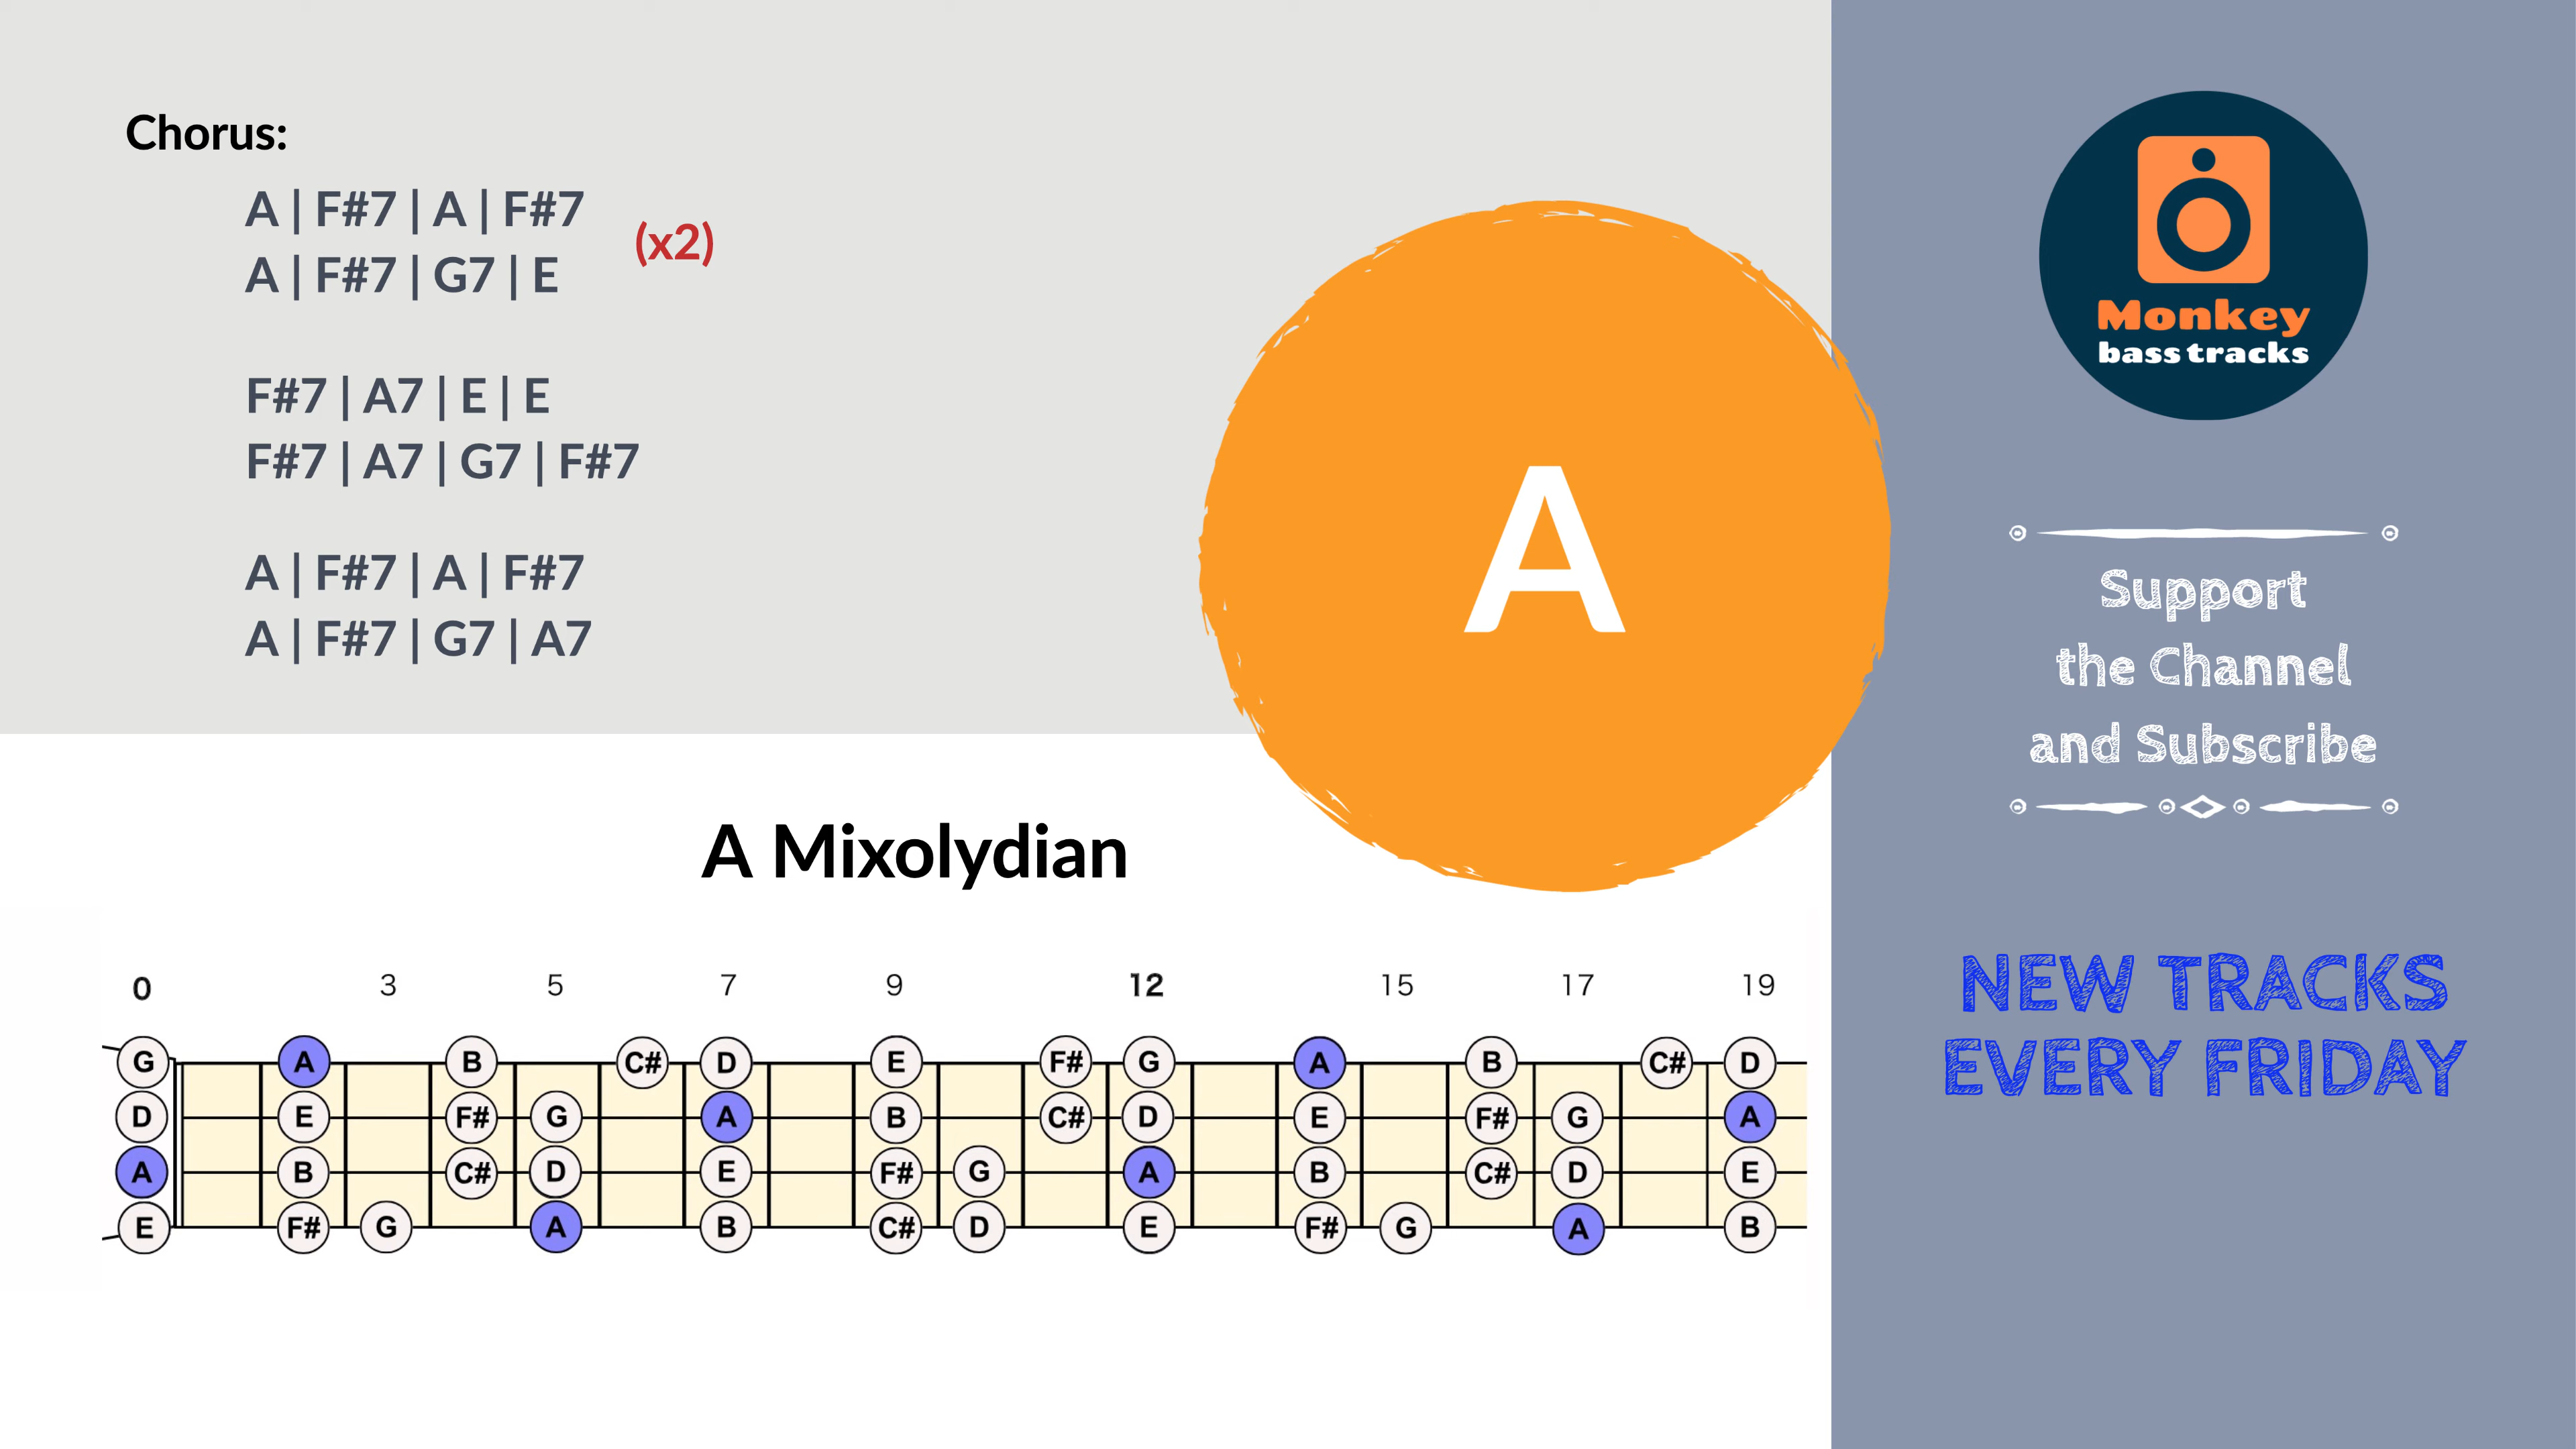 Chorus:
A | F#7 | A | F#7
A | F#7 | G7 | E
(x2)
F#7 | A7 | E | E
F#7 | A7 | G7 | F#7
A | F#7 | A | F#7
A | F#7 | G7 | A7
A
Monkey
bass tracks
Support
the Channel
and Subscribe
NEW TRACKS
EVERY FRIDAY
A Mixolydian
0 3 5 7 9 12 15 17 19
G A B C# D E F# G A B C# D
D E F# G A B C# D E F# G A
A B C# D E F# G A B C# D E
E F# G A B C# D E F# G A B